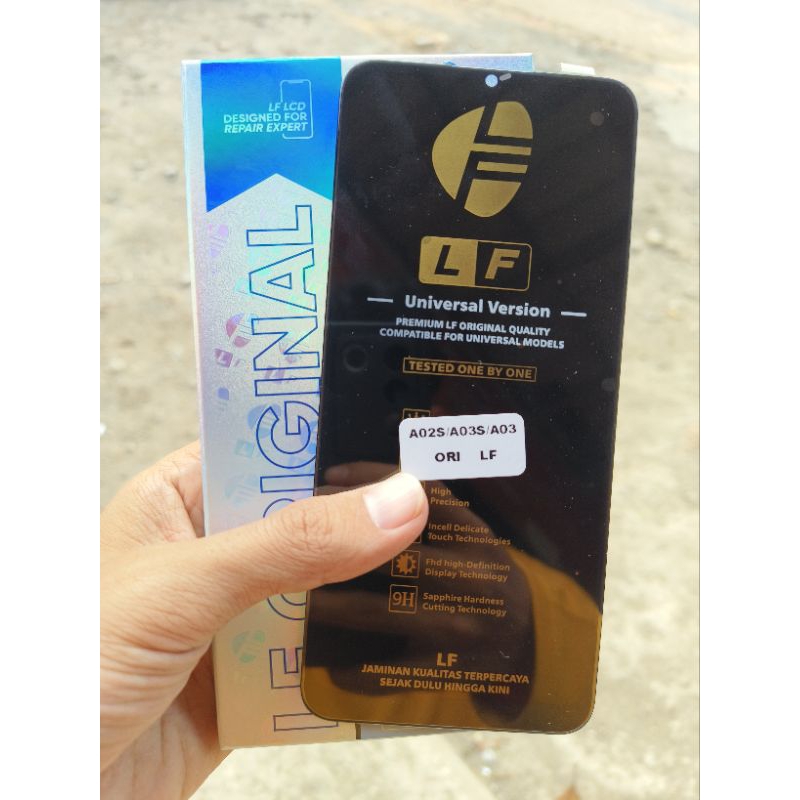 LF LCD
DESIGNED FOR
REPAIR EXPERT
LF ORIGINAL
LF
Universal Version
PREMIUM LF ORIGINAL QUALITY
COMPATIBLE FOR UNIVERSAL MODELS
TESTED ONE BY ONE
A02S/A03S/A03
ORI LF
High
Precision
Incell Delicate
Touch Technologies
Fhd high-Definition
Display Technology
9H
Sapphire Hardness
Cutting Technology
LF
JAMINAN KUALITAS TERPERCAYA
SEJAK DULU HINGGA KINI